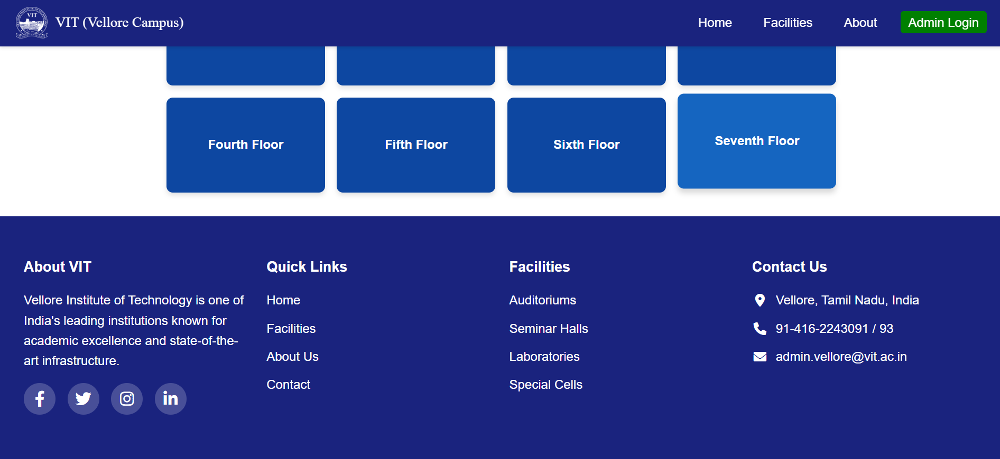 VIT
VIT (Vellore Campus)
Home
Facilities
About
Admin Login
Fourth Floor
Fifth Floor
Sixth Floor
Seventh Floor
About VIT
Vellore Institute of Technology is one of
India's leading institutions known for
academic excellence and state-of-the-
art infrastructure.
Quick Links
Home
Facilities
About Us
Contact
Facilities
Auditoriums
Seminar Halls
Laboratories
Special Cells
Contact Us
Vellore, Tamil Nadu, India
91-416-2243091 / 93
admin.vellore@vit.ac.in